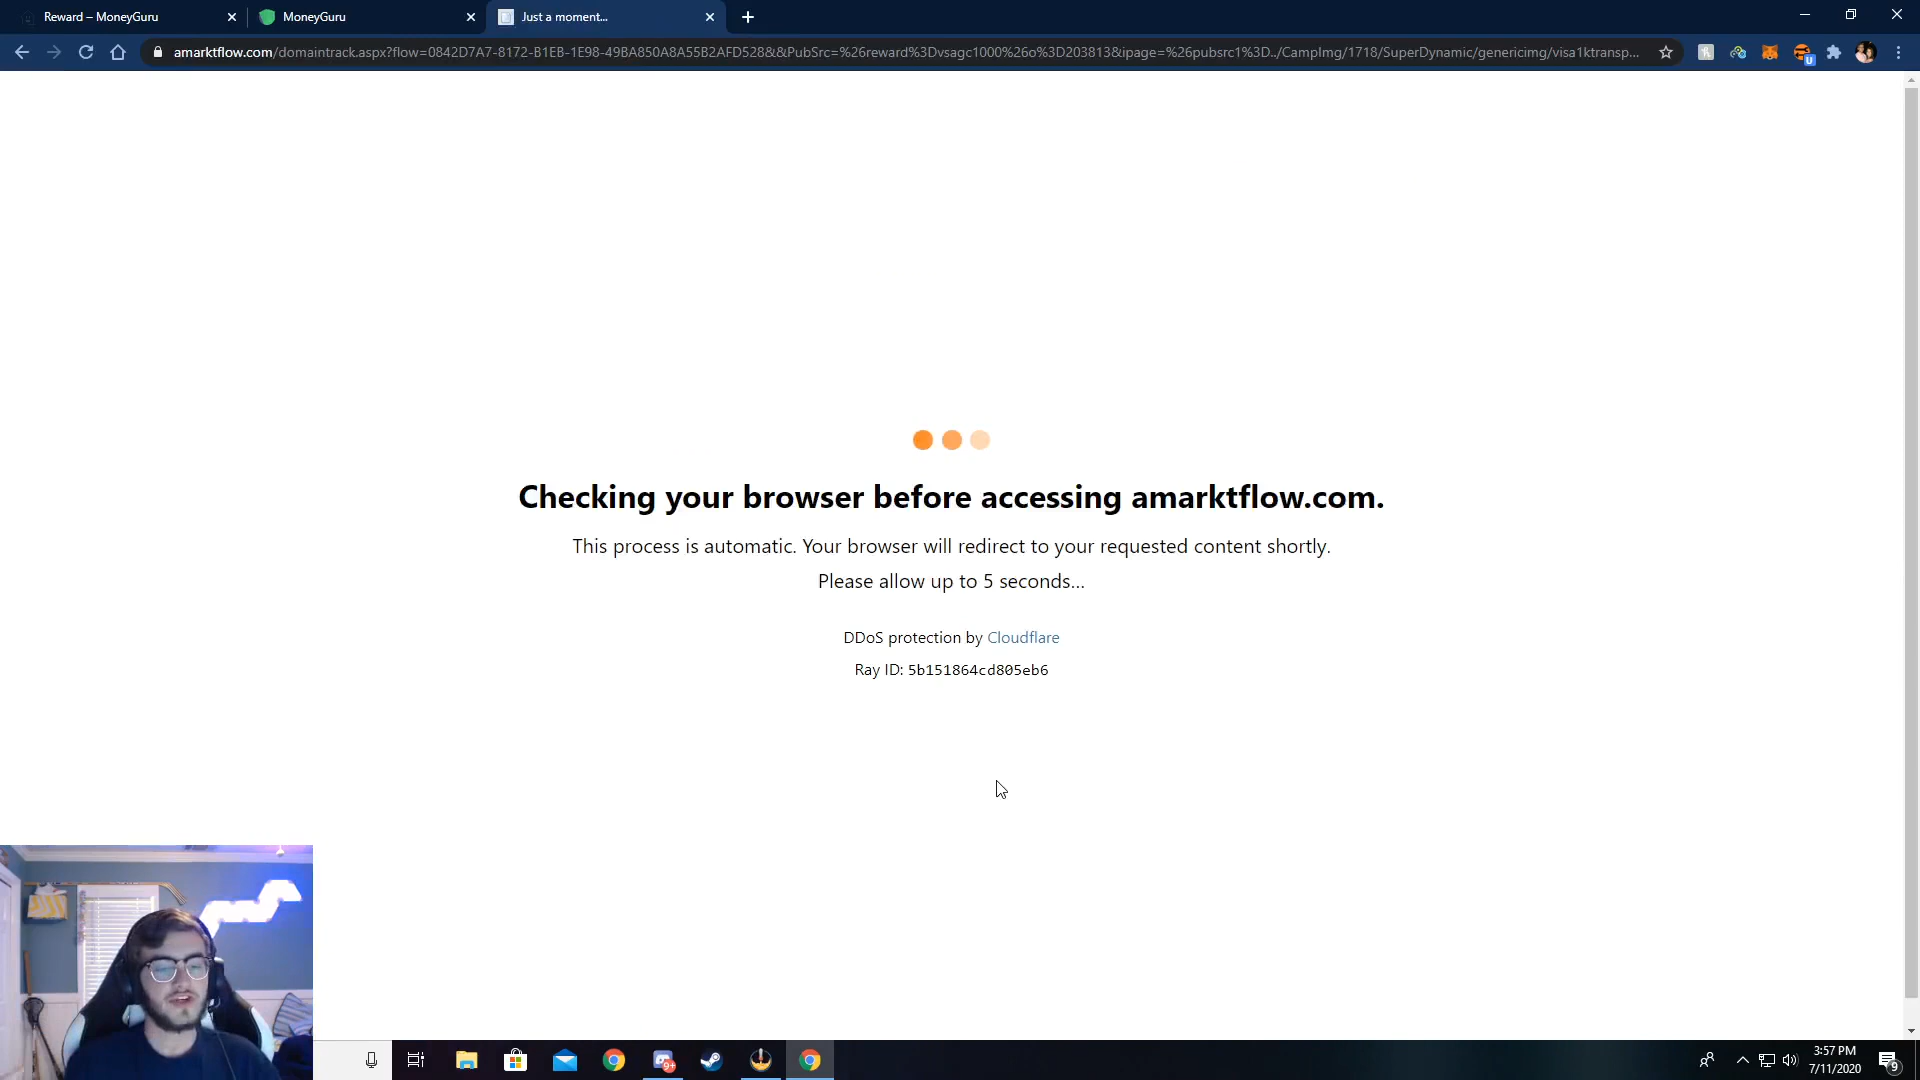 Reward – MoneyGuru
MoneyGuru
Just a moment...
amarktflow.com/domaintrack.aspx?flow=0842D7A7-8172-B1EB-1E98-49BA850A8A55B2AFD528&&PubSrc=%26reward%3Dvsagc1000%26o%3D203813&ipage=%26pubsrc1%3D../CampImg/1718/SuperDynamic/genericimg/visa1ktransp...
Checking your browser before accessing amarktflow.com.
This process is automatic. Your browser will redirect to your requested content shortly.
Please allow up to 5 seconds...
DDoS protection by Cloudflare
Ray ID: 5b151864cd805eb6
U
9+
3:57 PM
7/11/2020
9